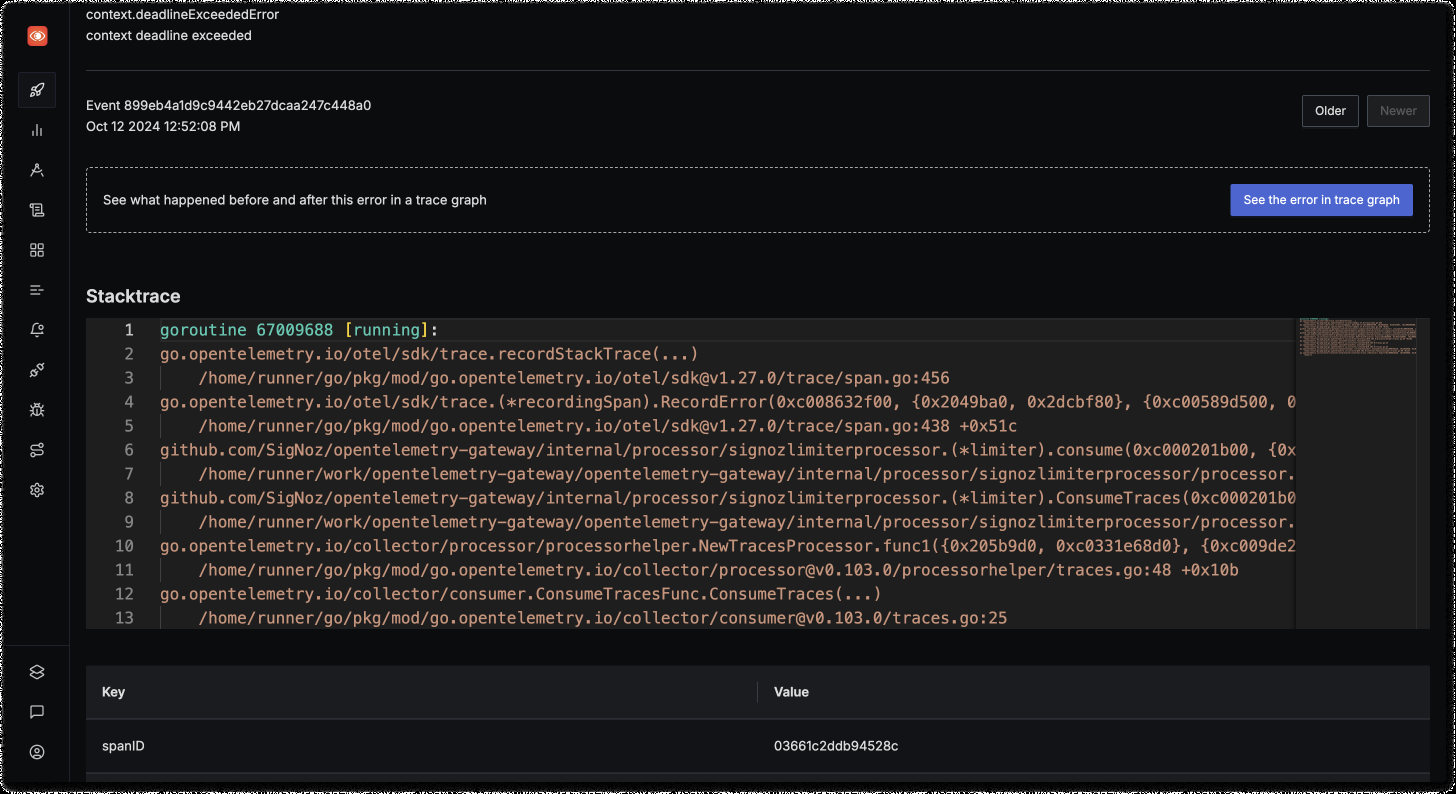 context.deadlineExceededError
context deadline exceeded
Event 899eb4a1d9c9442eb27dcaa247c448a0
Oct 12 2024 12:52:08 PM
Older
Newer
See what happened before and after this error in a trace graph
See the error in trace graph
Stacktrace
1 goroutine 67009688 [running]:
2 go.opentelemetry.io/otel/sdk/trace.recordStackTrace(...)
3 /home/runner/go/pkg/mod/go.opentelemetry.io/otel/sdk@v1.27.0/trace/span.go:456
4 go.opentelemetry.io/otel/sdk/trace.(*recordingSpan).RecordError(0xc008632f00, {0x2049ba0, 0x2dcbf80}, {0xc00589d500, 0
5 /home/runner/go/pkg/mod/go.opentelemetry.io/otel/sdk@v1.27.0/trace/span.go:438 +0x51c
6 github.com/SigNoz/opentelemetry-gateway/internal/processor/signozlimiterprocessor.(*limiter).consume(0xc000201b00, {0x
7 /home/runner/work/opentelemetry-gateway/opentelemetry-gateway/internal/processor/signozlimiterprocessor/processor.
8 github.com/SigNoz/opentelemetry-gateway/internal/processor/signozlimiterprocessor.(*limiter).ConsumeTraces(0xc000201b0
9 /home/runner/work/opentelemetry-gateway/opentelemetry-gateway/internal/processor/signozlimiterprocessor/processor.
10 go.opentelemetry.io/collector/processor/processorhelper.NewTracesProcessor.func1({0x205b9d0, 0xc0331e68d0}, {0xc009de2
11 /home/runner/go/pkg/mod/go.opentelemetry.io/collector/processor@v0.103.0/processorhelper/traces.go:48 +0x10b
12 go.opentelemetry.io/collector/consumer.ConsumeTracesFunc.ConsumeTraces(...)
13 /home/runner/go/pkg/mod/go.opentelemetry.io/collector/consumer@v0.103.0/traces.go:25
Key
Value
spanID
03661c2ddb94528c